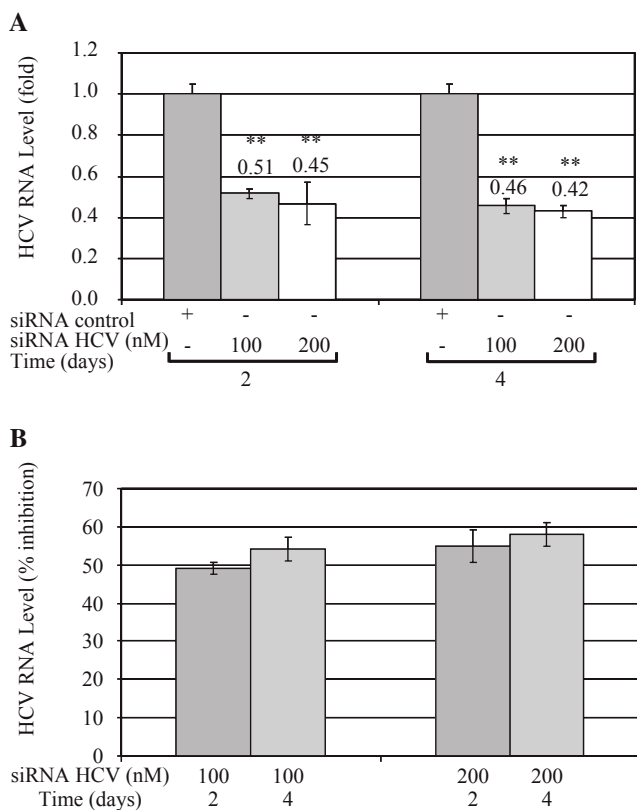 A
HCV RNA Level (fold)
1.2
1.0
0.8
0.6
0.4
0.2
0.0
** ** ** **
0.51 0.45 0.46 0.42
siRNA control + - - + - -
siRNA HCV (nM) - 100 200 - 100 200
Time (days)
2 4
B
HCV RNA Level (% inhibition)
70
60
50
40
30
20
10
0
siRNA HCV (nM) 100 100 200 200
Time (days) 2 4 2 4